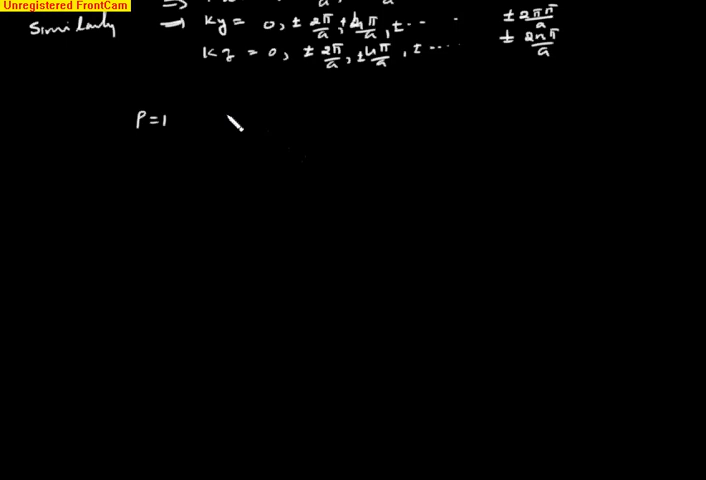 Unregistered FrontCam
Similarly → Ky = 0, ± 2π/a, ± 4π/a, ± ··· · ± 2nπ/a
Kz = 0, ± 2π/a, ± 4π/a, ± ···· ± 2nπ/a
P = 1